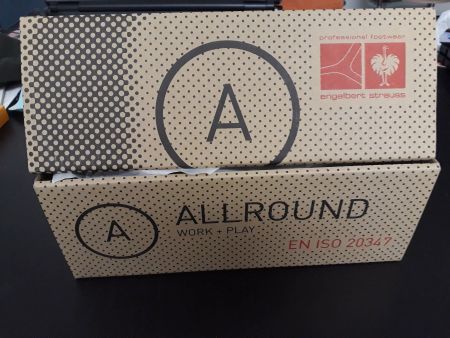 professional footwear
engelbert strauss
A
A
ALLROUND
WORK + PLAY
EN ISO 20347